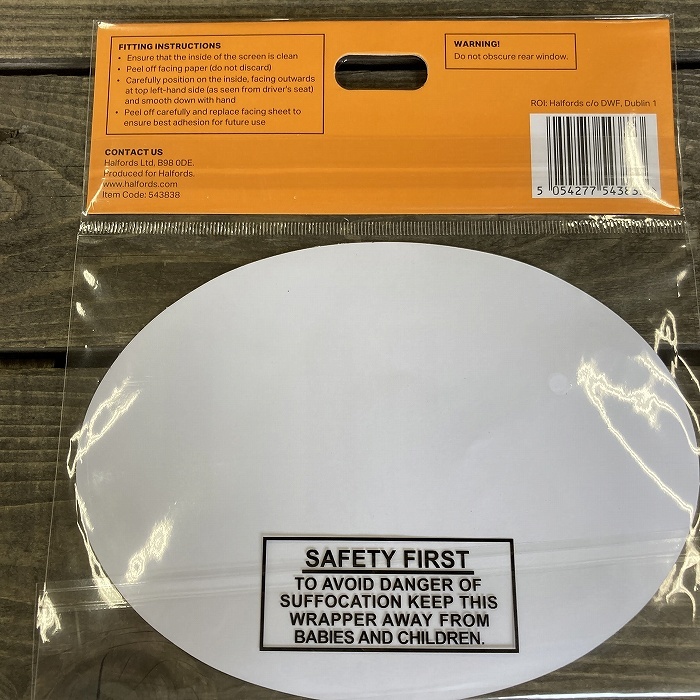 FITTING INSTRUCTIONS
• Ensure that the inside of the screen is clean
• Peel off facing paper (do not discard)
• Carefully position on the inside, facing outwards
at top left-hand side (as seen from driver's seat)
and smooth down with hand
• Peel off carefully and replace facing sheet to
ensure best adhesion for future use
WARNING!
Do not obscure rear window.
ROI: Halfords c/o DWF, Dublin 1
CONTACT US
Halfords Ltd, B98 0DE.
Produced for Halfords.
www.halfords.com
Item Code: 543838
5 054277
SAFETY FIRST
TO AVOID DANGER OF
SUFFOCATION KEEP THIS
WRAPPER AWAY FROM
BABIES AND CHILDREN.